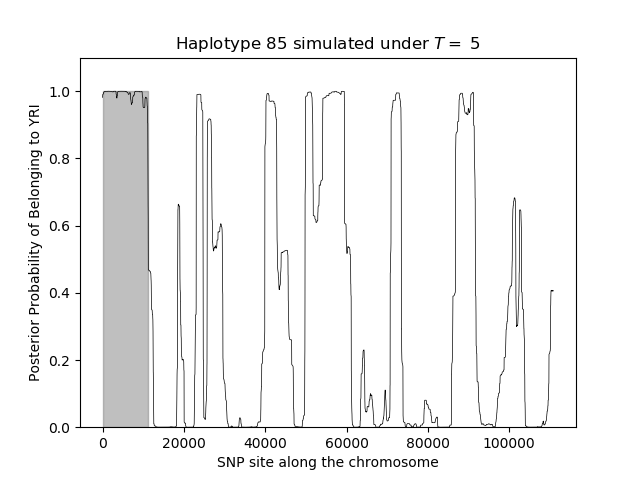 Haplotype 85 simulated under T = 5
Posterior Probability of Belonging to YRI
1.0
0.8
0.6
0.4
0.2
0.0
0 20000 40000 60000 80000 100000
SNP site along the chromosome